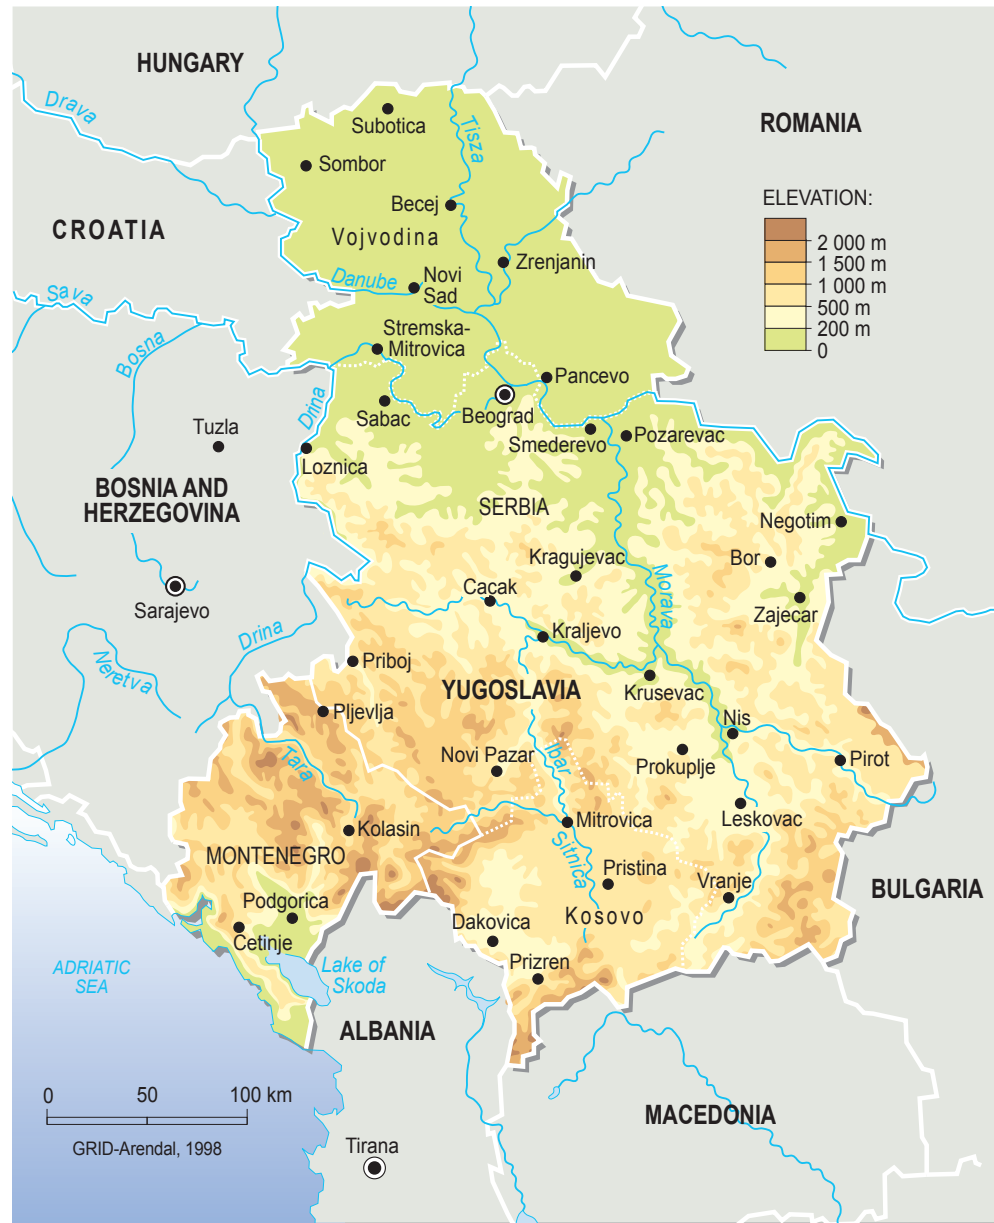 HUNGARY
Drava
Subotica
Tisza
ROMANIA
Sombor
ELEVATION:
Becej
CROATIA
Vojvodina
2 000 m
1 500 m
1 000 m
500 m
200 m
0
Zrenjanin
Danube
Novi
Sad
Sava
Bosna
Stremska-
Mitrovica
Pancevo
Drina
Sabac
Beograd
Tuzla
Smederevo
Pozarevac
Loznica
BOSNIA AND
HERZEGOVINA
SERBIA
Negotim
Kragujevac
Bor
Cacak
Morava
Sarajevo
Zajecar
Drina
Kraljevo
Neretva
Priboj
YUGOSLAVIA
Krusevac
Pljevlja
Nis
Tara
Novi Pazar
Ibar
Prokuplje
Pirot
Kolasin
Mitrovica
Leskovac
MONTENEGRO
Sitnica
Pristina
Vranje
BULGARIA
Podgorica
Dakovica
Kosovo
Cetinje
ADRIATIC
SEA
Lake of
Skoda
Prizren
ALBANIA
0 50 100 km
MACEDONIA
GRID-Arendal, 1998
Tirana